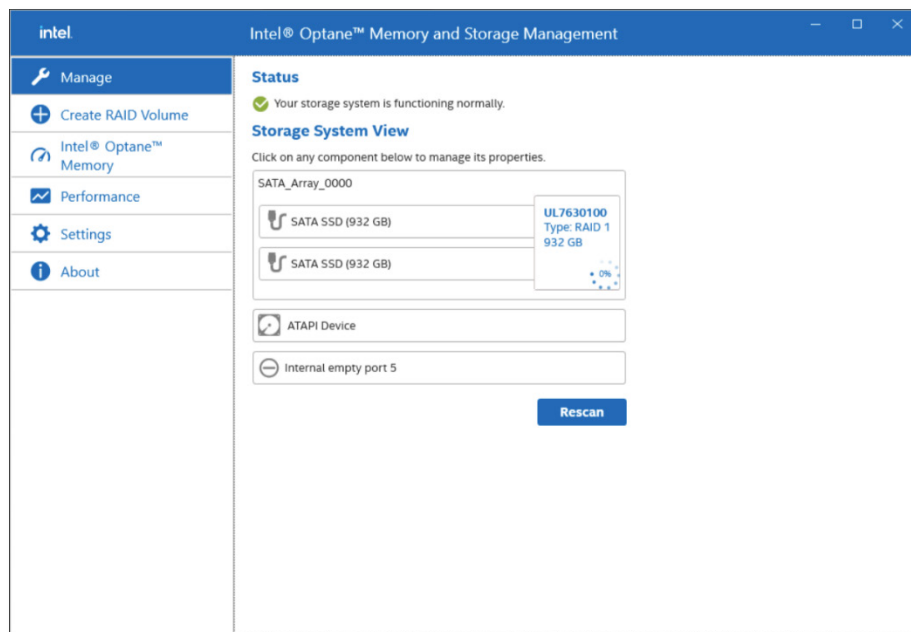 intel.
Intel® Optane™ Memory and Storage Management
Manage
Create RAID Volume
Intel® Optane™
Memory
Performance
Settings
About
Status
Your storage system is functioning normally.
Storage System View
Click on any component below to manage its properties.
SATA_Array_0000
SATA SSD (932 GB)
SATA SSD (932 GB)
UL7630100
Type: RAID 1
932 GB
0%
ATAPI Device
Internal empty port 5
Rescan